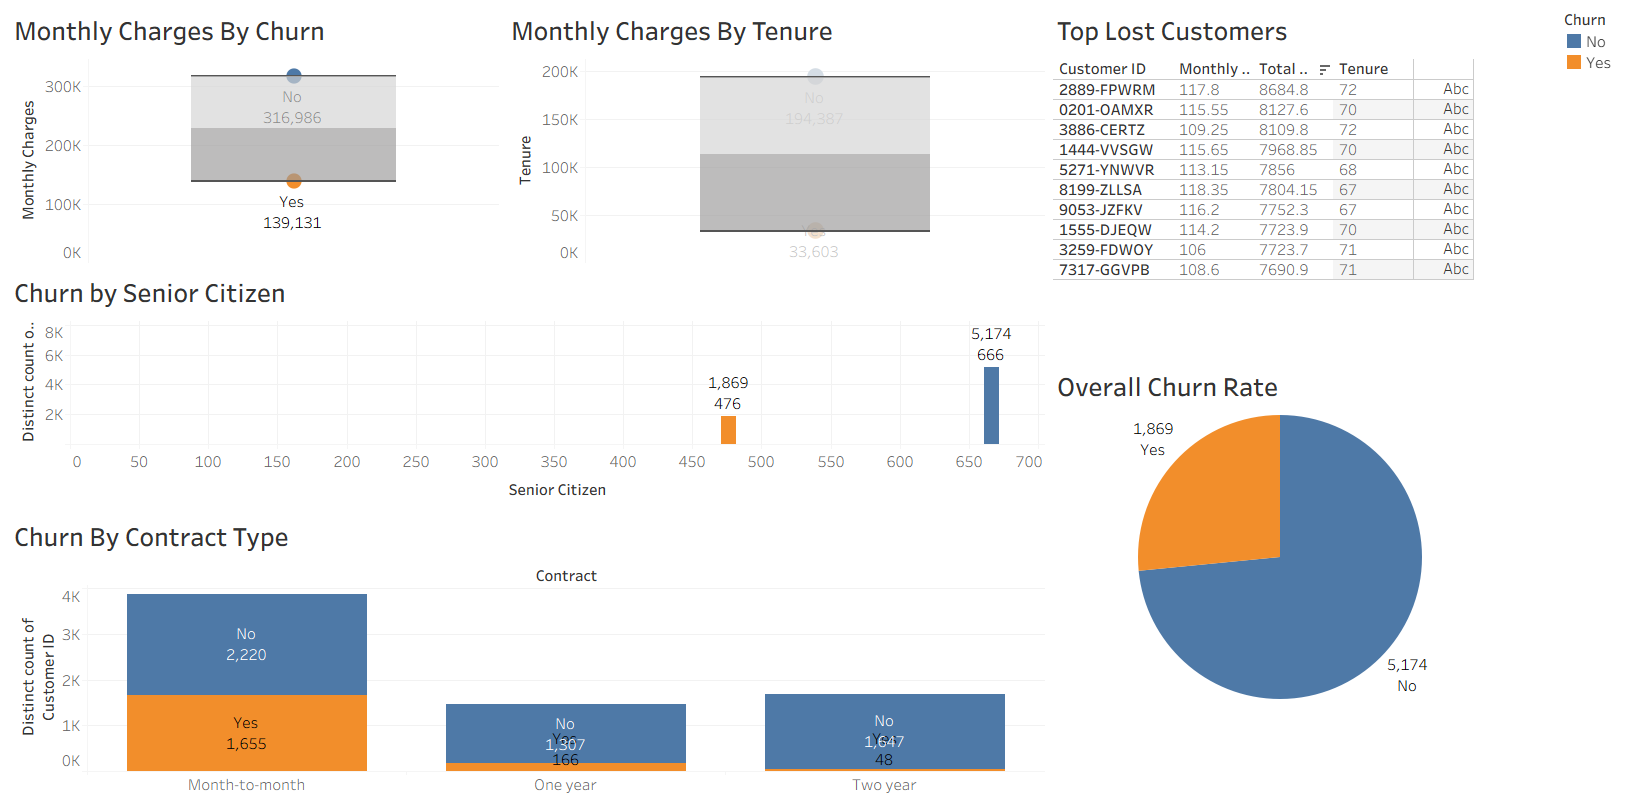 Monthly Charges By Churn
Monthly Charges
300K
200K
100K
0K
No
316,986
Yes
139,131
Monthly Charges By Tenure
Tenure
200K
150K
100K
50K
0K
No
194,387
Yes
33,603
Top Lost Customers
Customer ID Monthly .. Total .. Tenure
2889-FPWRM 117.8 8684.8 72 Abc
0201-OAMXR 115.55 8127.6 70 Abc
3886-CERTZ 109.25 8109.8 72 Abc
1444-VVSGW 115.65 7968.85 70 Abc
5271-YNWVR 113.15 7856 68 Abc
8199-ZLLSA 118.35 7804.15 67 Abc
9053-JZFKV 116.2 7752.3 67 Abc
1555-DJEQW 114.2 7723.9 70 Abc
3259-FDWOY 106 7723.7 71 Abc
7317-GGVPB 108.6 7690.9 71 Abc
Churn
No
Yes
Churn by Senior Citizen
Distinct count o..
8K
6K
4K
2K
1,869
476
5,174
666
0 50 100 150 200 250 300 350 400 450 500 550 600 650 700
Senior Citizen
Overall Churn Rate
1,869
Yes
5,174
No
Churn By Contract Type
Contract
Distinct count of
Customer ID
4K
3K
2K
1K
0K
No
2,220
Yes
1,655
No
1,307
Yes
166
No
1,647
Yes
48
Month-to-month One year Two year